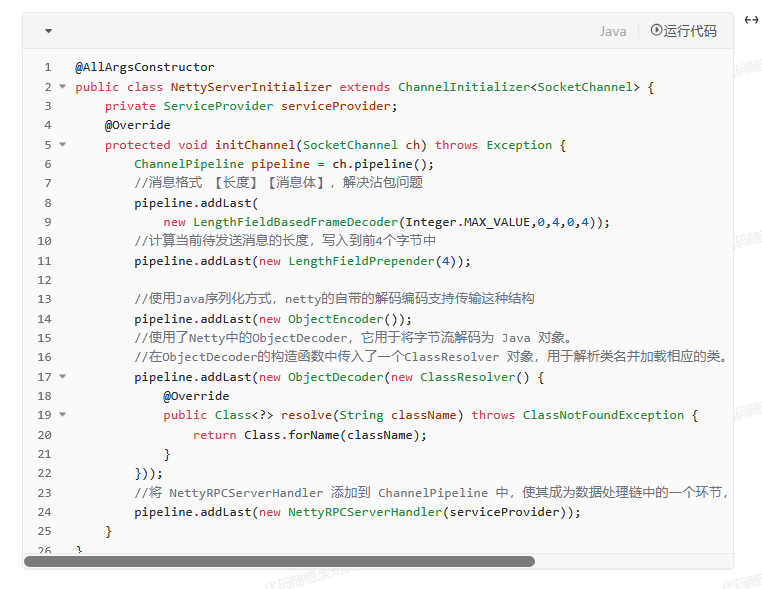 Java 运行代码
1 @AllArgsConstructor
2 public class NettyServerInitializer extends ChannelInitializer<SocketChannel> {
3 private ServiceProvider serviceProvider;
4 @Override
5 protected void initChannel(SocketChannel ch) throws Exception {
6 ChannelPipeline pipeline = ch.pipeline();
7 //消息格式 【长度】【消息体】，解决沾包问题
8 pipeline.addLast(
9 new LengthFieldBasedFrameDecoder(Integer.MAX_VALUE,0,4,0,4));
10 //计算当前待发送消息的长度，写入到前4个字节中
11 pipeline.addLast(new LengthFieldPrepender(4));
12
13 //使用Java序列化方式，netty的自带的解码编码支持传输这种结构
14 pipeline.addLast(new ObjectEncoder());
15 //使用了Netty中的ObjectDecoder，它用于将字节流解码为 Java 对象。
16 //在ObjectDecoder的构造函数中传入了一个ClassResolver 对象，用于解析类名并加载相应的类。
17 pipeline.addLast(new ObjectDecoder(new ClassResolver() {
18 @Override
19 public Class<?> resolve(String className) throws ClassNotFoundException {
20 return Class.forName(className);
21 }
22 }));
23 //将 NettyRPCServerHandler 添加到 ChannelPipeline 中，使其成为数据处理链中的一个环节，
24 pipeline.addLast(new NettyRPCServerHandler(serviceProvider));
25 }
26 }